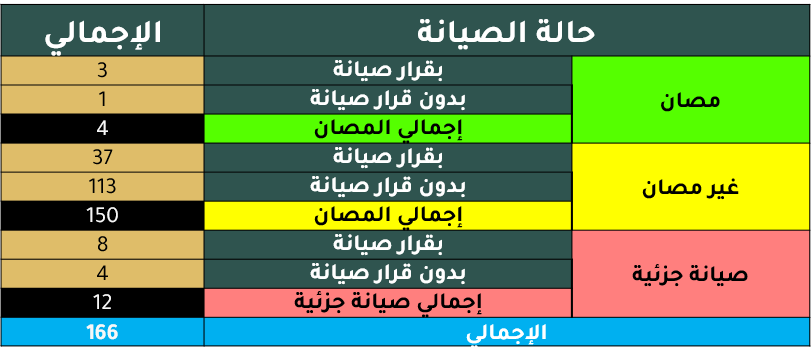 حالة الصيانة الإجمالي
مصان بقرار صيانة 3
بدون قرار صيانة 1
إجمالي المصان 4
غير مصان بقرار صيانة 37
بدون قرار صيانة 113
إجمالي المصان 150
صيانة جزئية بقرار صيانة 8
بدون قرار صيانة 4
إجمالي صيانة جزئية 12
الإجمالي 166